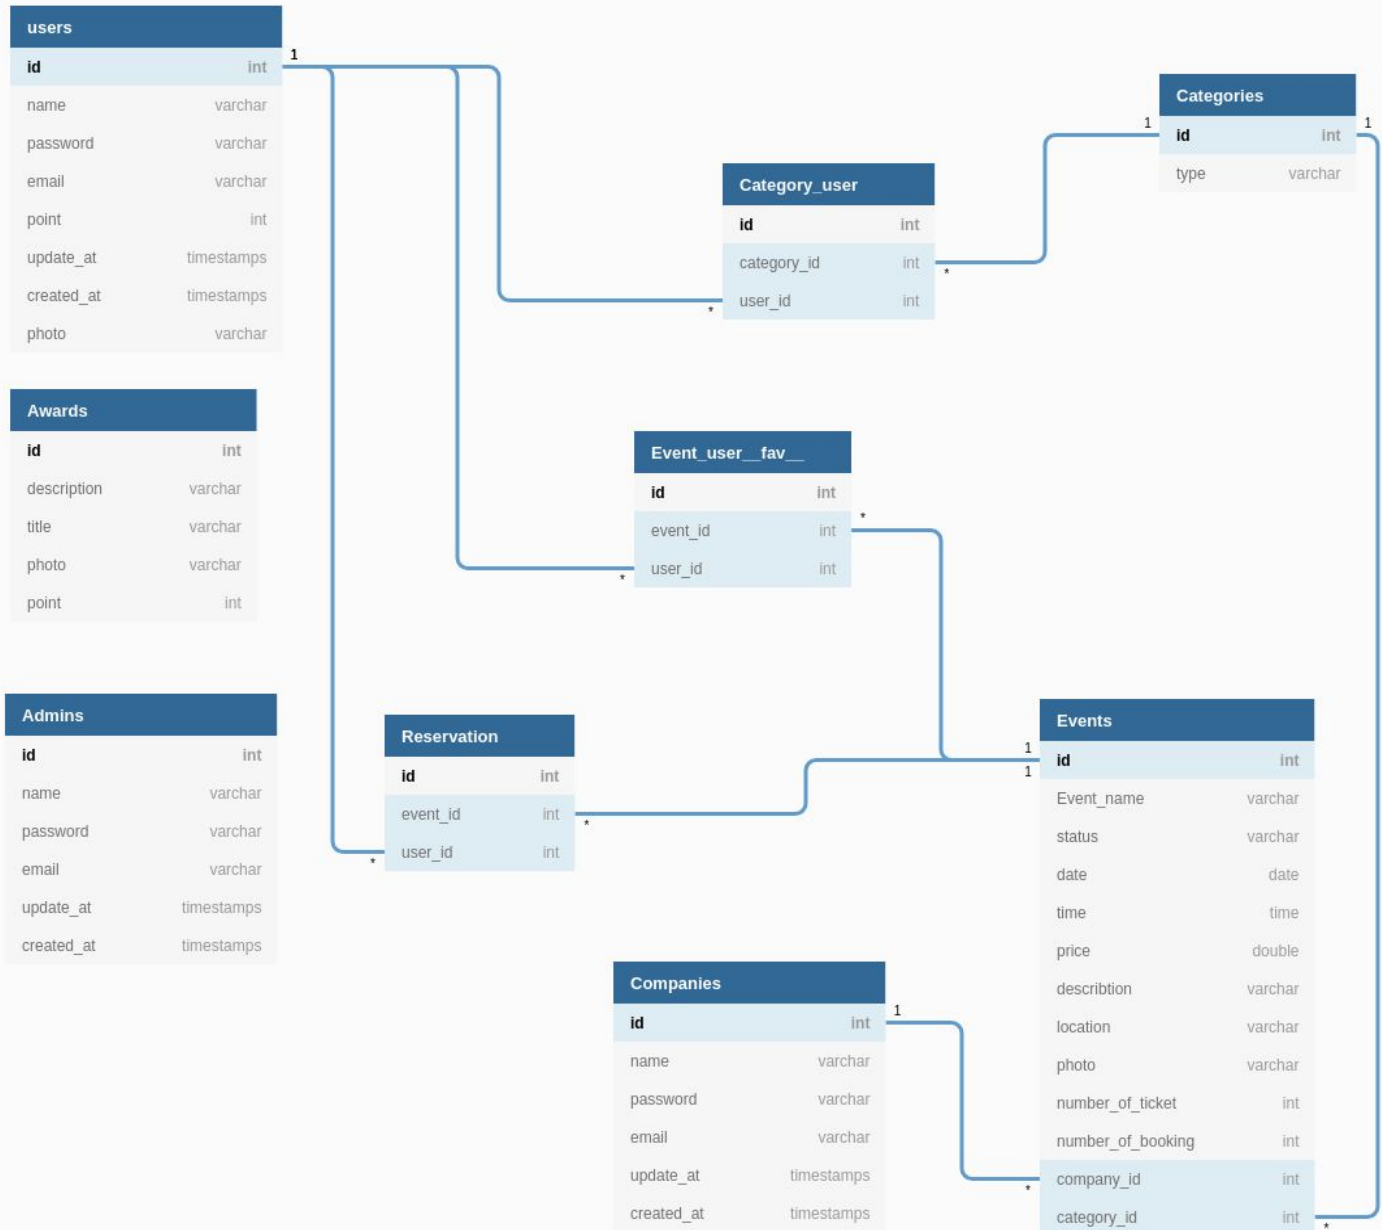 users
id int
name varchar
password varchar
email varchar
point int
update_at timestamps
created_at timestamps
photo varchar
1
Awards
id int
description varchar
title varchar
photo varchar
point int
Admins
id int
name varchar
password varchar
email varchar
update_at timestamps
created_at timestamps
Category_user
id int
category_id int
user_id int
*
*
Categories
id int
type varchar
1
1
Event_user__fav__
id int
event_id int
user_id int
*
*
Reservation
id int
event_id int
user_id int
*
*
Companies
id int
name varchar
password varchar
email varchar
update_at timestamps
created_at timestamps
1
Events
id int
Event_name varchar
status varchar
date date
time time
price double
describtion varchar
location varchar
photo varchar
number_of_ticket int
number_of_booking int
company_id int
category_id int
1
1
*
*